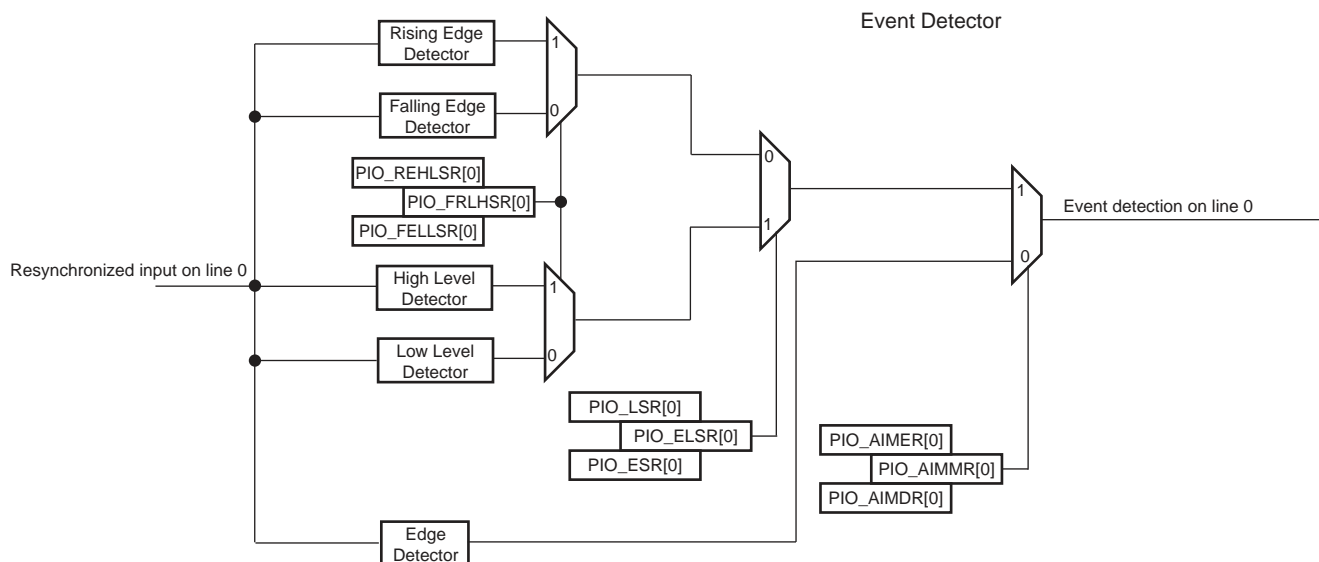 Event Detector
Rising Edge
Detector
1
Falling Edge
Detector
0
PIO_REHLSR[0]
PIO_FRLHSR[0]
PIO_FELLSR[0]
0
1
1
0
Event detection on line 0
Resynchronized input on line 0
High Level
Detector
1
Low Level
Detector
0
PIO_LSR[0]
PIO_ELSR[0]
PIO_ESR[0]
PIO_AIMER[0]
PIO_AIMMR[0]
PIO_AIMDR[0]
Edge
Detector